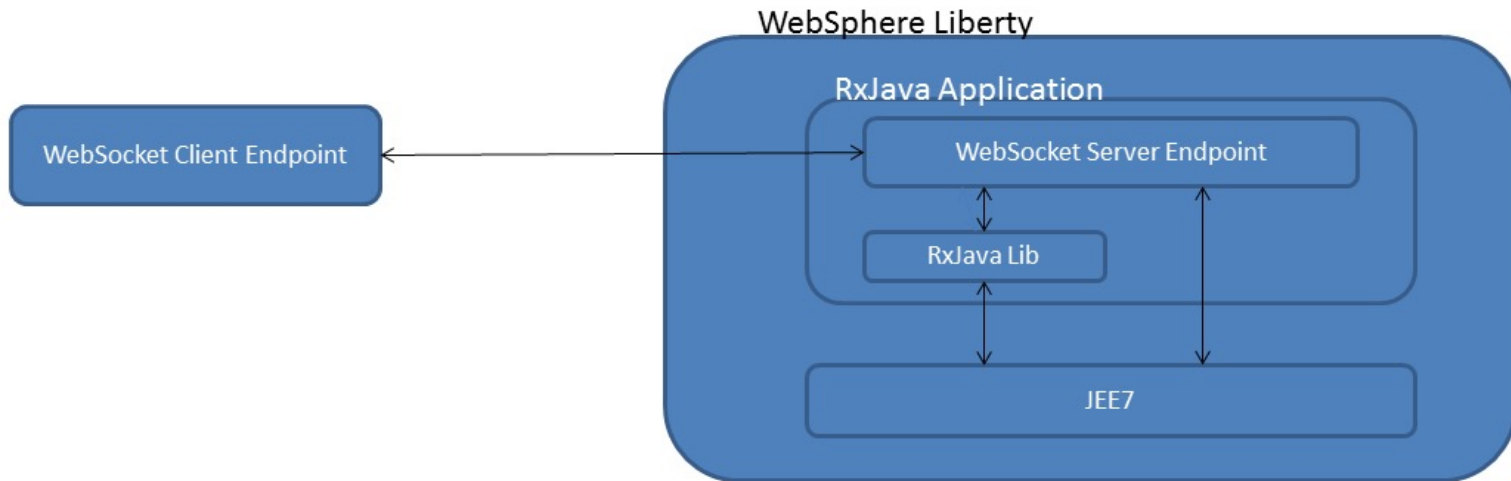 WebSphere Liberty
RxJava Application
WebSocket Client Endpoint
WebSocket Server Endpoint
RxJava Lib
JEE7